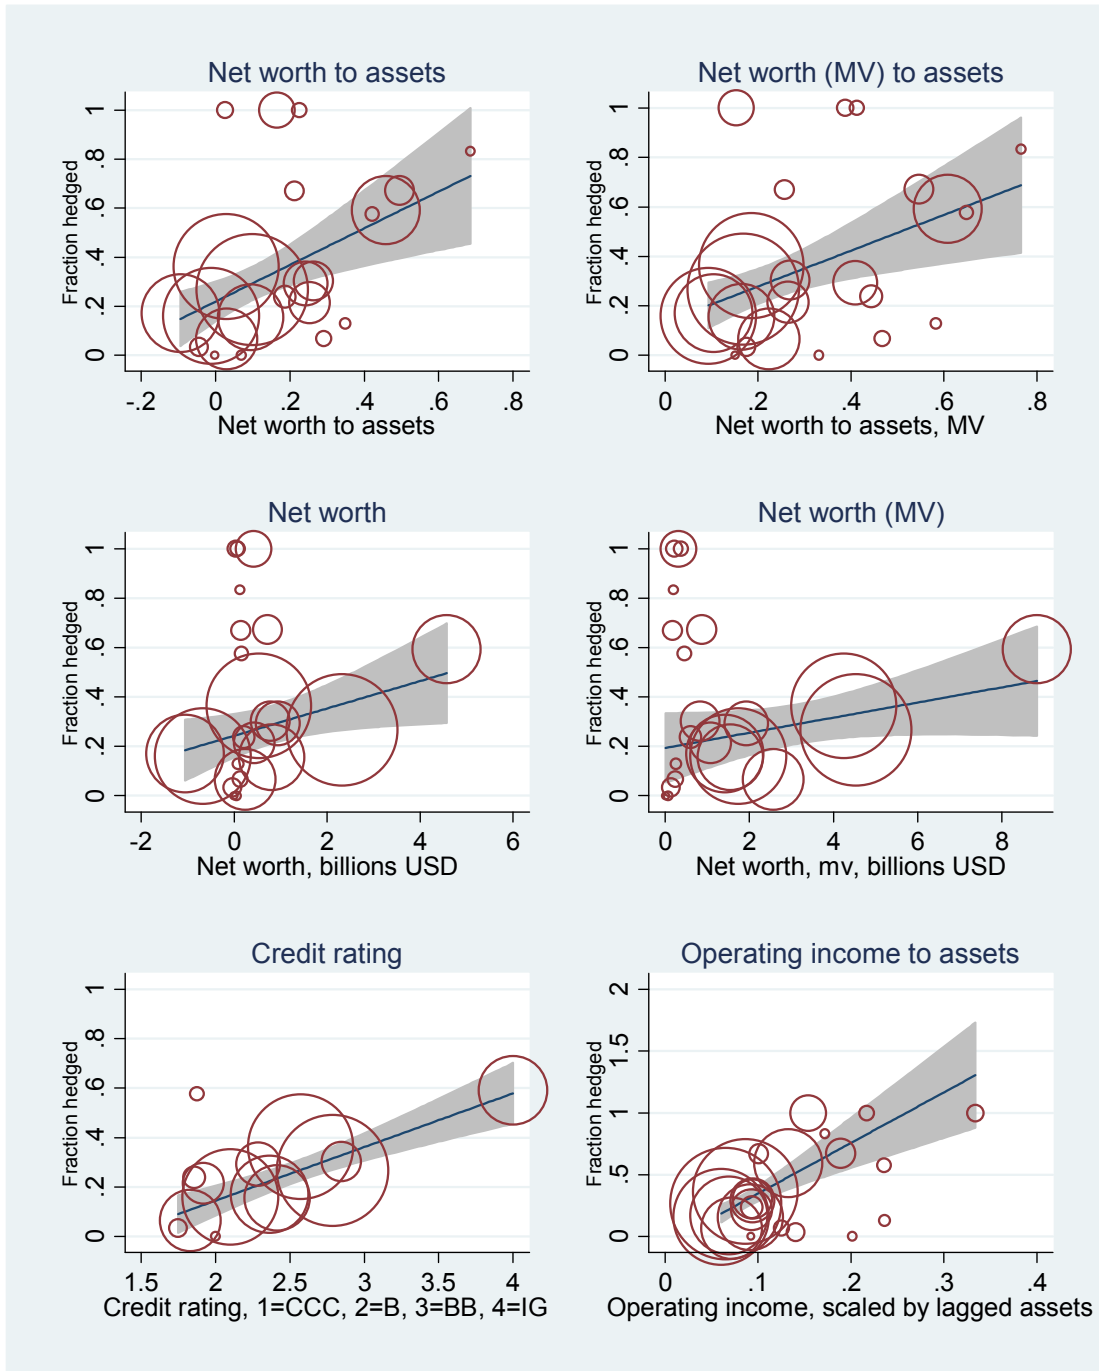 Net worth to assets
Fraction hedged
1
.8
.6
.4
.2
0
-.2 0 .2 .4 .6 .8
Net worth to assets
Net worth (MV) to assets
Fraction hedged
1
.8
.6
.4
.2
0
0 .2 .4 .6 .8
Net worth to assets, MV
Net worth
Fraction hedged
1
.8
.6
.4
.2
0
-2 0 2 4 6
Net worth, billions USD
Net worth (MV)
Fraction hedged
1
.8
.6
.4
.2
0
0 2 4 6 8
Net worth, mv, billions USD
Credit rating
Fraction hedged
1
.8
.6
.4
.2
0
1.5 2 2.5 3 3.5 4
Credit rating, 1=CCC, 2=B, 3=BB, 4=IG
Operating income to assets
Fraction hedged
2
1.5
1
.5
0
0 .1 .2 .3 .4
Operating income, scaled by lagged assets